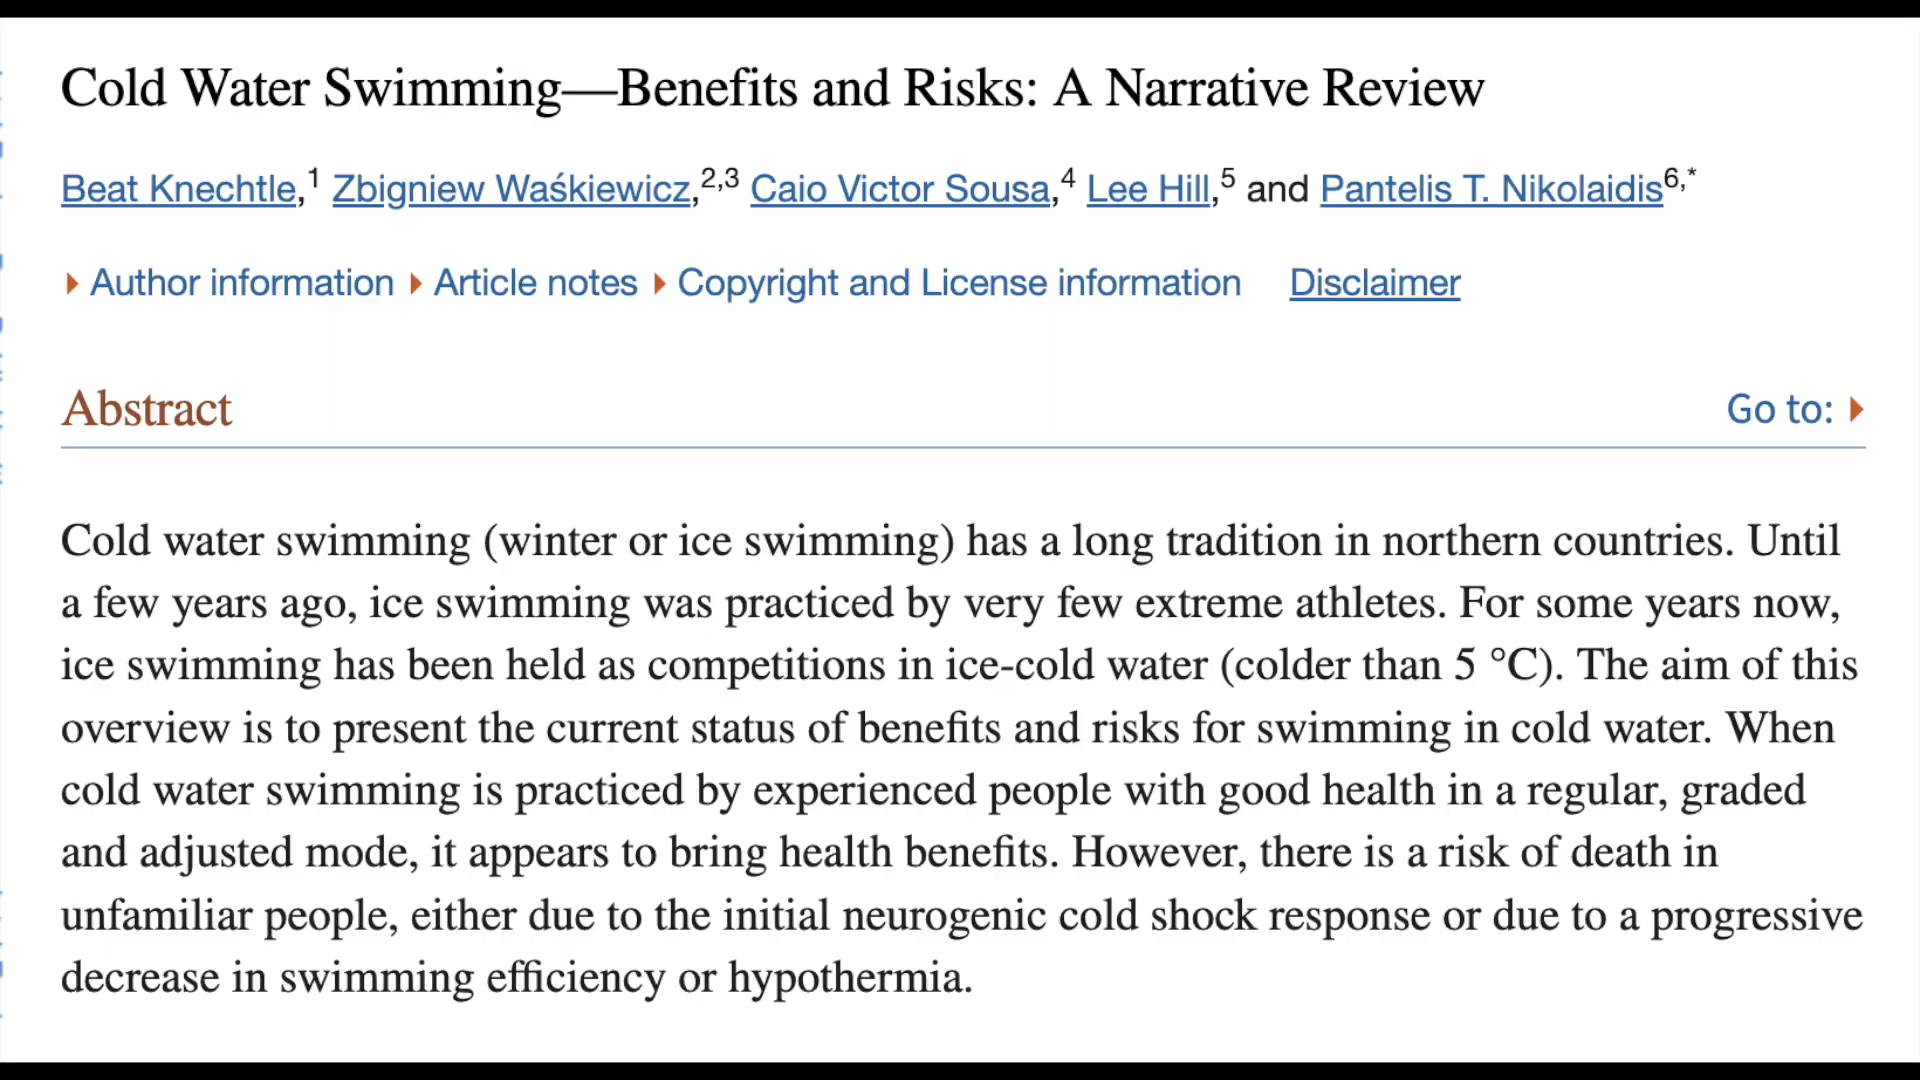 Cold Water Swimming—Benefits and Risks: A Narrative Review
Beat Knechtle,1 Zbigniew Waśkiewicz,2,3 Caio Victor Sousa,4 Lee Hill,5 and Pantelis T. Nikolaidis6,*
Author information Article notes Copyright and License information Disclaimer
Abstract Go to:
Cold water swimming (winter or ice swimming) has a long tradition in northern countries. Until
a few years ago, ice swimming was practiced by very few extreme athletes. For some years now,
ice swimming has been held as competitions in ice-cold water (colder than 5 °C). The aim of this
overview is to present the current status of benefits and risks for swimming in cold water. When
cold water swimming is practiced by experienced people with good health in a regular, graded
and adjusted mode, it appears to bring health benefits. However, there is a risk of death in
unfamiliar people, either due to the initial neurogenic cold shock response or due to a progressive
decrease in swimming efficiency or hypothermia.